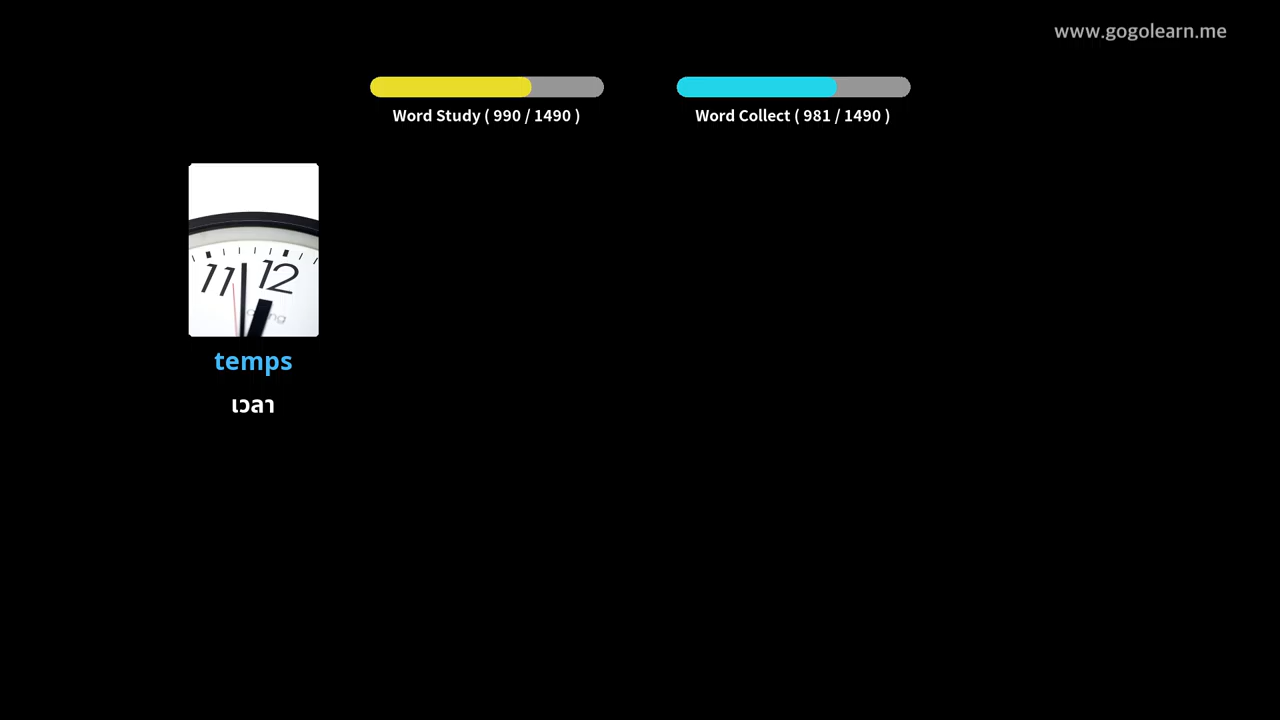 www.gogolearn.me
Word Study ( 990 / 1490 )
Word Collect ( 981 / 1490 )
11 12
temps
เวลา